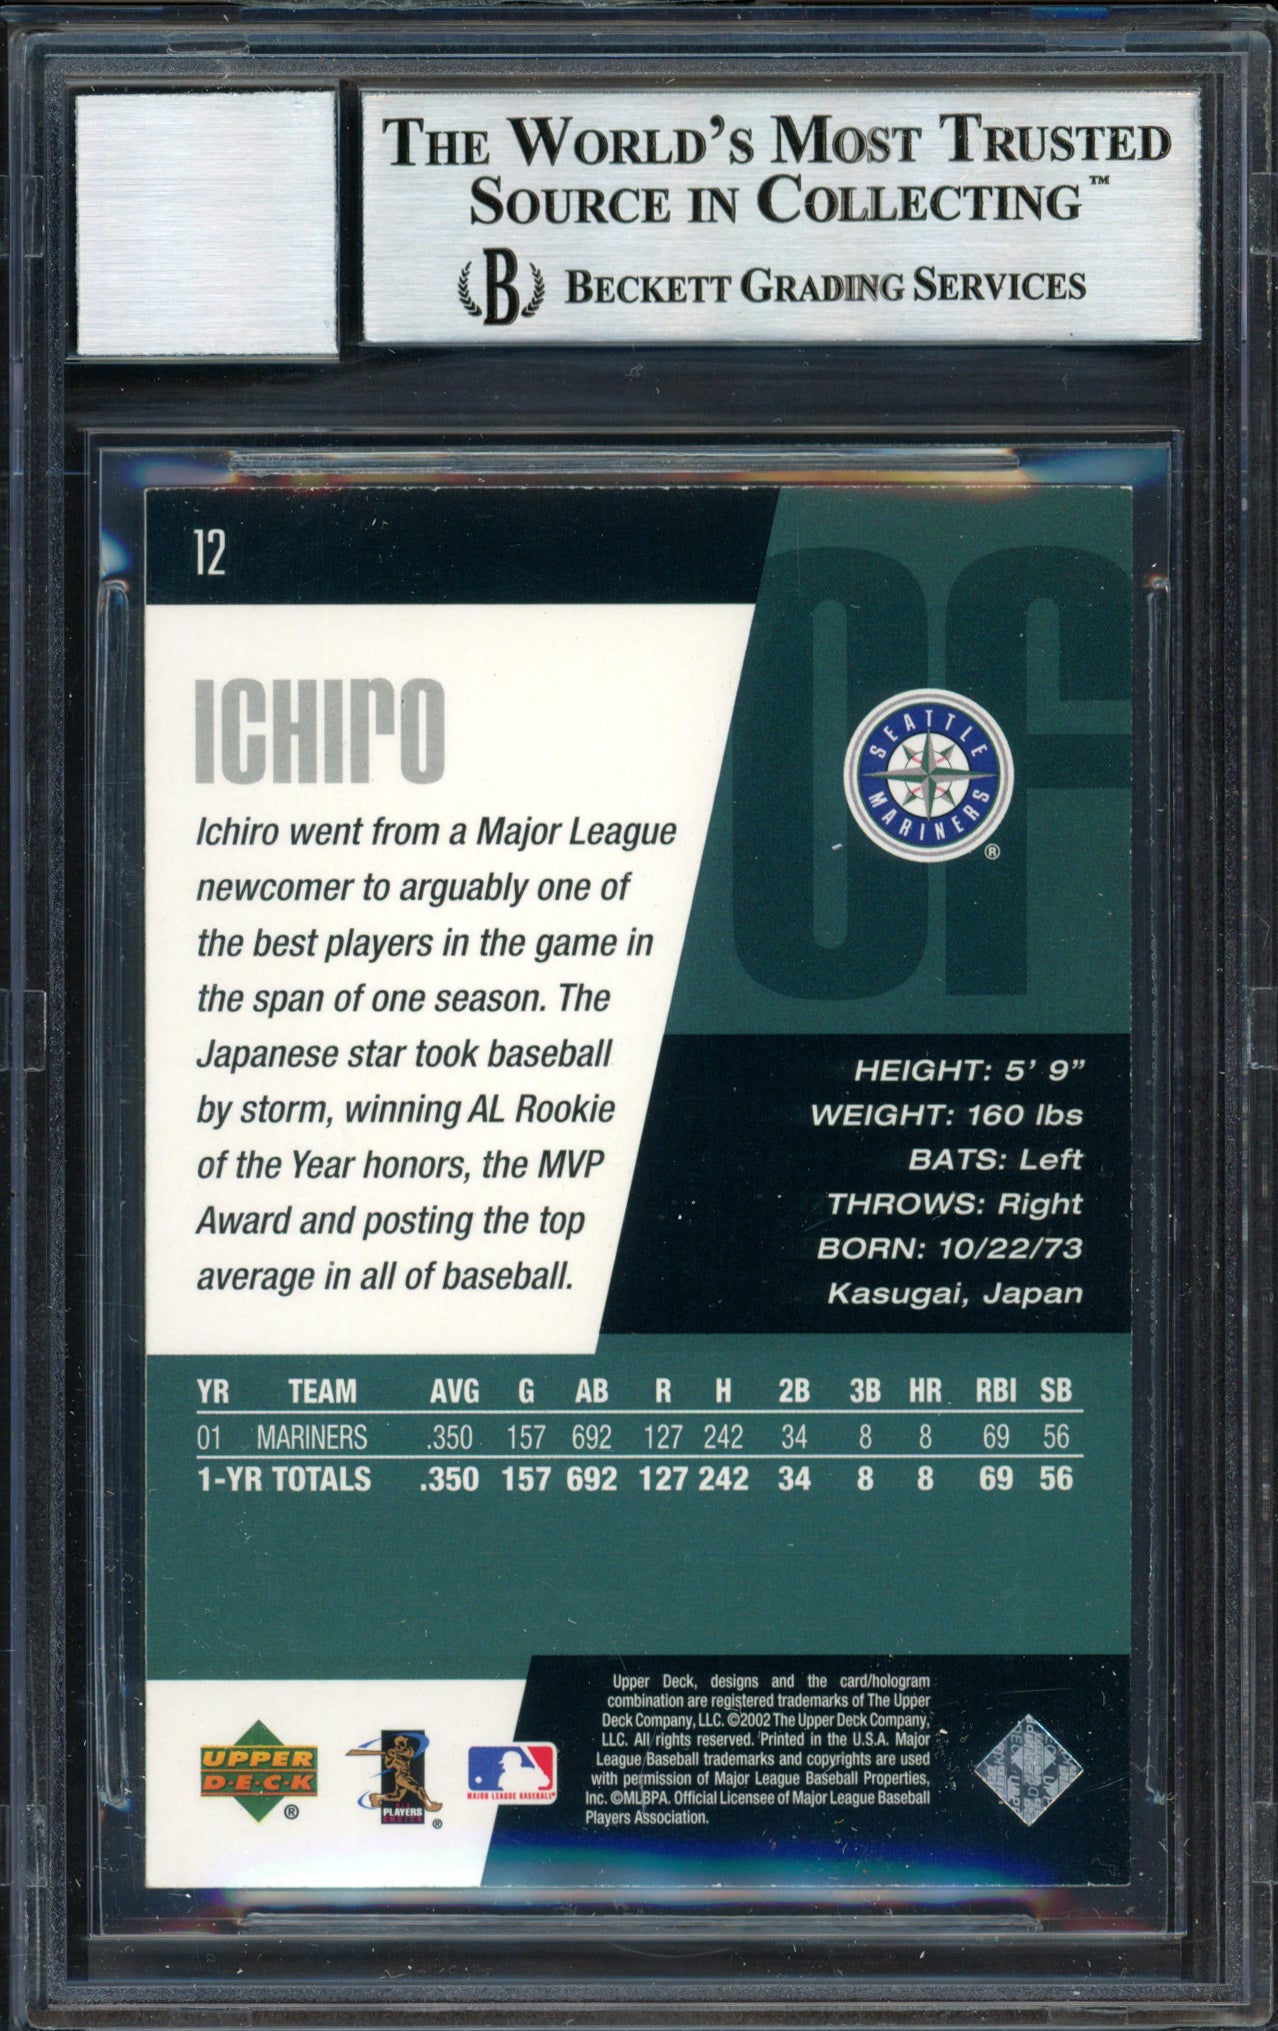 THE WORLD'S MOST TRUSTED
SOURCE IN COLLECTING™
B BECKETT GRADING SERVICES
12
OF
ICHIRO
SEATTLE
MARINERS
®
Ichiro went from a Major League
newcomer to arguably one of
the best players in the game in
the span of one season. The
Japanese star took baseball
by storm, winning AL Rookie
of the Year honors, the MVP
Award and posting the top
average in all of baseball.
HEIGHT: 5' 9"
WEIGHT: 160 lbs
BATS: Left
THROWS: Right
BORN: 10/22/73
Kasugai, Japan
YR TEAM AVG G AB R H 2B 3B HR RBI SB
01 MARINERS .350 157 692 127 242 34 8 8 69 56
1-YR TOTALS .350 157 692 127 242 34 8 8 69 56
UPPER
D·E·C·K
®
PLAYERS
CHOICE
®
MAJOR LEAGUE BASEBALL®
Upper Deck, designs and the card/hologram
combination are registered trademarks of The Upper
Deck Company, LLC. ©2002 The Upper Deck Company,
LLC. All rights reserved. Printed in the U.S.A. Major
League Baseball trademarks and copyrights are used
with permission of Major League Baseball Properties,
Inc. ©MLBPA. Official Licensee of Major League Baseball
Players Association.